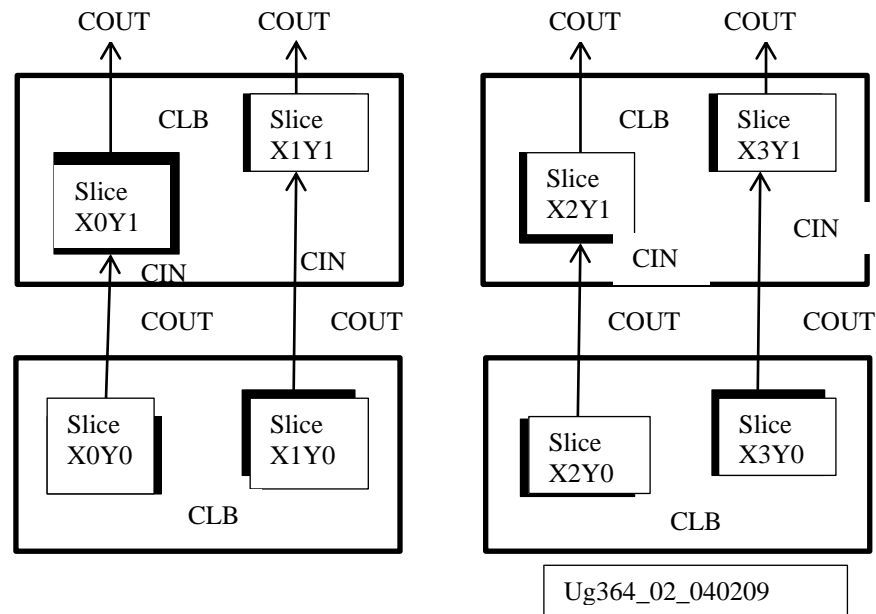 COUT COUT COUT COUT
CLB
Slice
X1Y1
Slice
X0Y1
CIN
CIN
CLB
Slice
X3Y1
Slice
X2Y1
CIN
CIN
COUT COUT COUT COUT
Slice
X0Y0
Slice
X1Y0
CLB
Slice
X2Y0
Slice
X3Y0
CLB
Ug364_02_040209